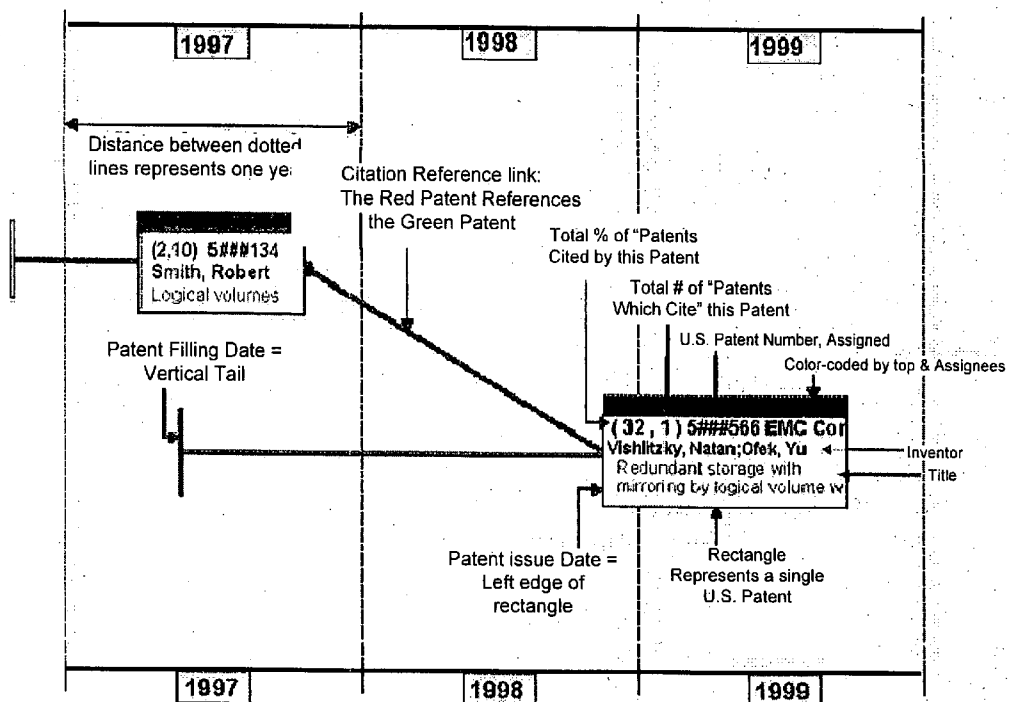 1997
1998
1999
Distance between dotted
lines represents one ye
Citation Reference link:
The Red Patent References
the Green Patent
(2,10) 5###134
Smith, Robert
Logical volumes
Total % of "Patents
Cited by this Patent
Total # of "Patents
Which Cite" this Patent
U.S. Patent Number, Assigned
Color-coded by top & Assignees
Patent Filling Date =
Vertical Tail
(32,1) 5###566 EMC Cor
Vishlitzky, Natan;Ofek, Yu
Redundant storage with
mirroring by logical volume w
Inventor
Title
Patent issue Date =
Left edge of
rectangle
Rectangle
Represents a single
U.S. Patent
1997
1998
1999